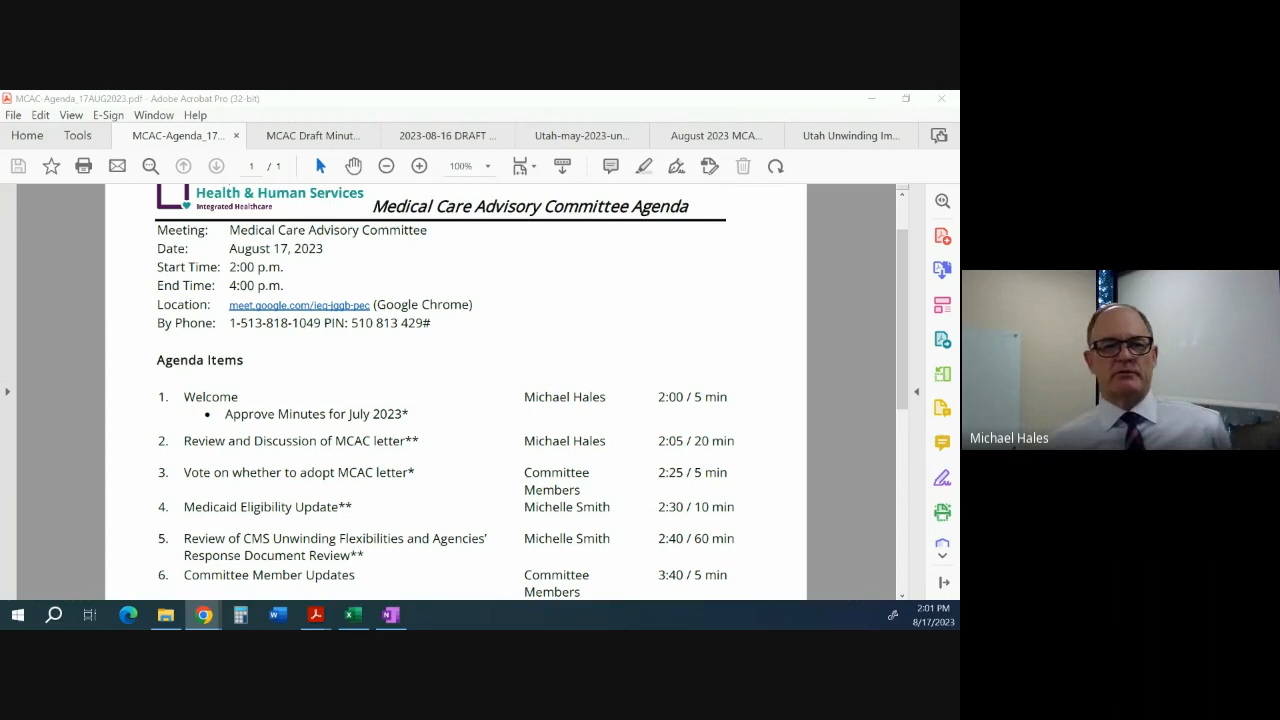 MCAC-Agenda_17AUG2023.pdf - Adobe Acrobat Pro (32-bit)
File Edit View E-Sign Window Help
Home Tools MCAC-Agenda_17... × MCAC Draft Minut... 2023-08-16 DRAFT ... Utah-may-2023-un... August 2023 MCA... Utah Unwinding Im...
1 / 1 100%
Health & Human Services
Integrated Healthcare
Medical Care Advisory Committee Agenda
Meeting: Medical Care Advisory Committee
Date: August 17, 2023
Start Time: 2:00 p.m.
End Time: 4:00 p.m.
Location: meet.google.com/ieq-jggb-pec (Google Chrome)
By Phone: 1-513-818-1049 PIN: 510 813 429#
Agenda Items
1. Welcome Michael Hales 2:00 / 5 min
• Approve Minutes for July 2023*
2. Review and Discussion of MCAC letter** Michael Hales 2:05 / 20 min
3. Vote on whether to adopt MCAC letter* Committee 2:25 / 5 min
Members
4. Medicaid Eligibility Update** Michelle Smith 2:30 / 10 min
5. Review of CMS Unwinding Flexibilities and Agencies' Michelle Smith 2:40 / 60 min
Response Document Review**
6. Committee Member Updates Committee 3:40 / 5 min
Members
2:01 PM
8/17/2023
Michael Hales